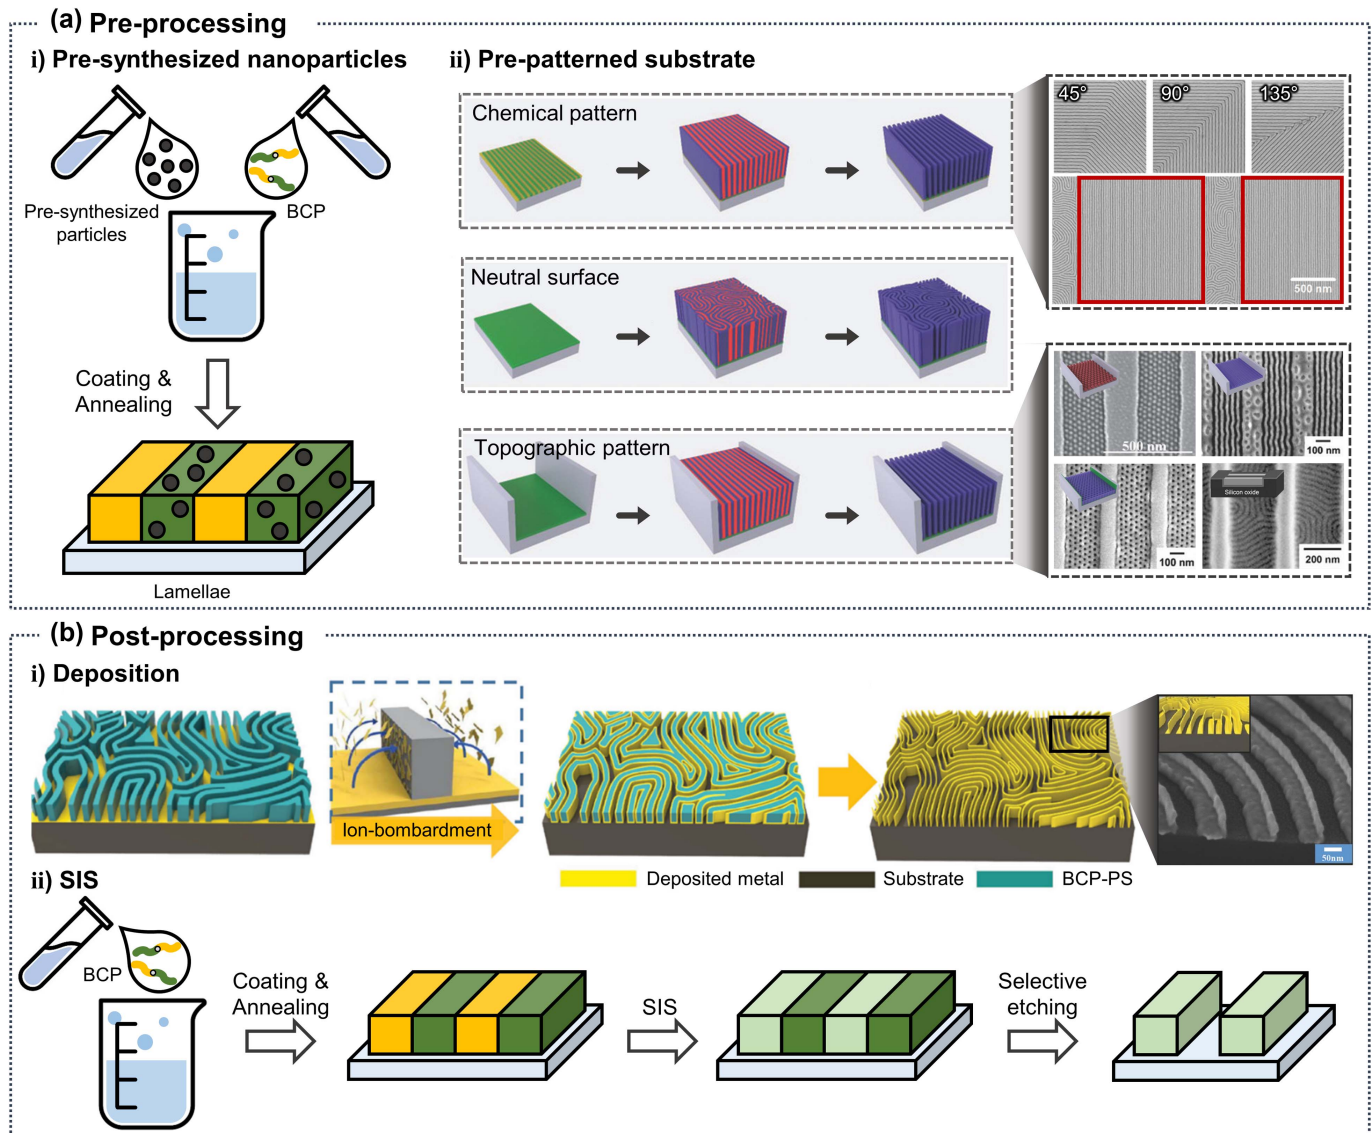 (a) Pre-processing
i) Pre-synthesized nanoparticles
Pre-synthesized
particles
BCP
Coating &
Annealing
Lamellae
ii) Pre-patterned substrate
Chemical pattern
45°
90°
135°
500 nm
Neutral surface
Topographic pattern
500 nm
100 nm
100 nm
Silicon oxide
200 nm
(b) Post-processing
i) Deposition
Ion-bombardment
50nm
Deposited metal
Substrate
BCP-PS
ii) SIS
BCP
Coating &
Annealing
SIS
Selective
etching